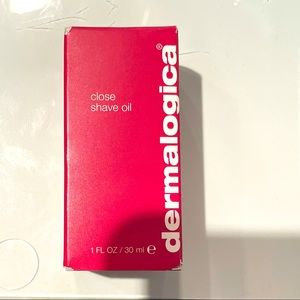 close
shave oil
dermalogica®
1 FL OZ / 30 ml ℮